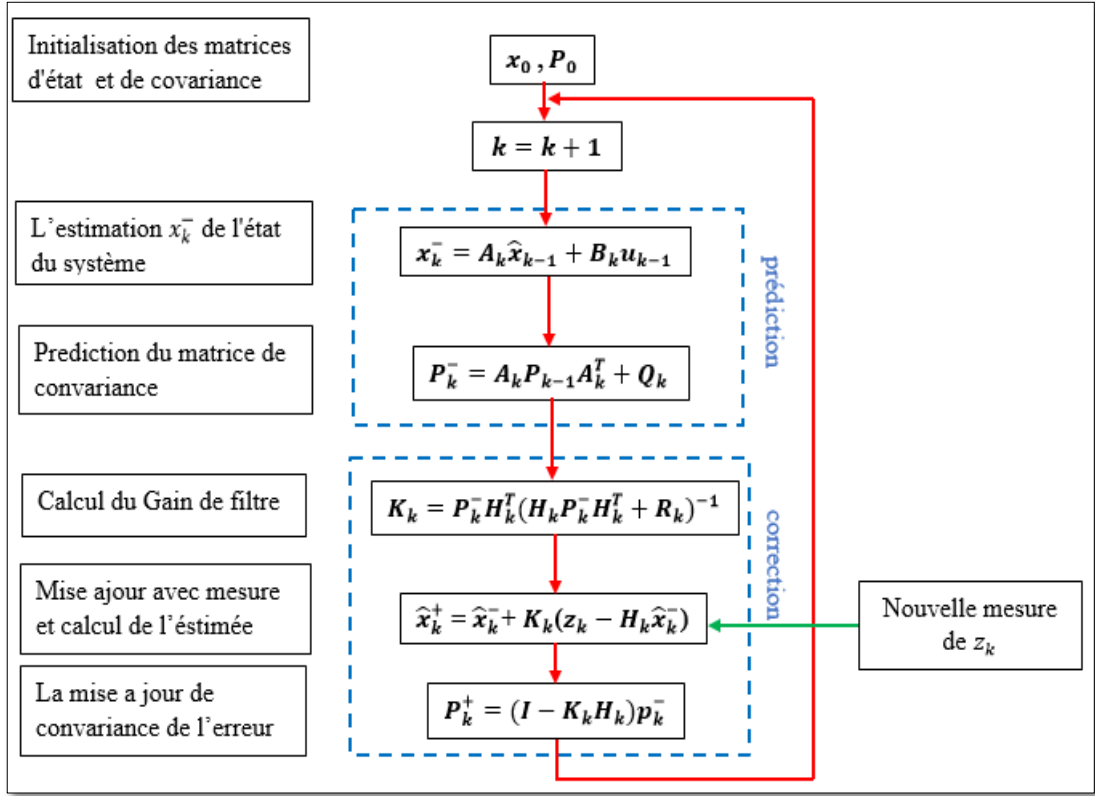 Initialisation des matrices
d'état et de covariance
x₀ , P₀
k = k + 1
L'estimation xₖ⁻ de l'état
du système
xₖ⁻ = Aₖx̂ₖ₋₁ + Bₖuₖ₋₁
prédiction
Prediction du matrice de
convariance
Pₖ⁻ = AₖPₖ₋₁Aₖᵀ + Qₖ
Calcul du Gain de filtre
Kₖ = Pₖ⁻Hₖᵀ(HₖPₖ⁻Hₖᵀ + Rₖ)⁻¹
correction
Mise ajour avec mesure
et calcul de l'éstimée
x̂ₖ⁺ = x̂ₖ⁻ + Kₖ(zₖ − Hₖx̂ₖ⁻)
Nouvelle mesure
de zₖ
La mise a jour de
convariance de l'erreur
Pₖ⁺ = (I − KₖHₖ)pₖ⁻